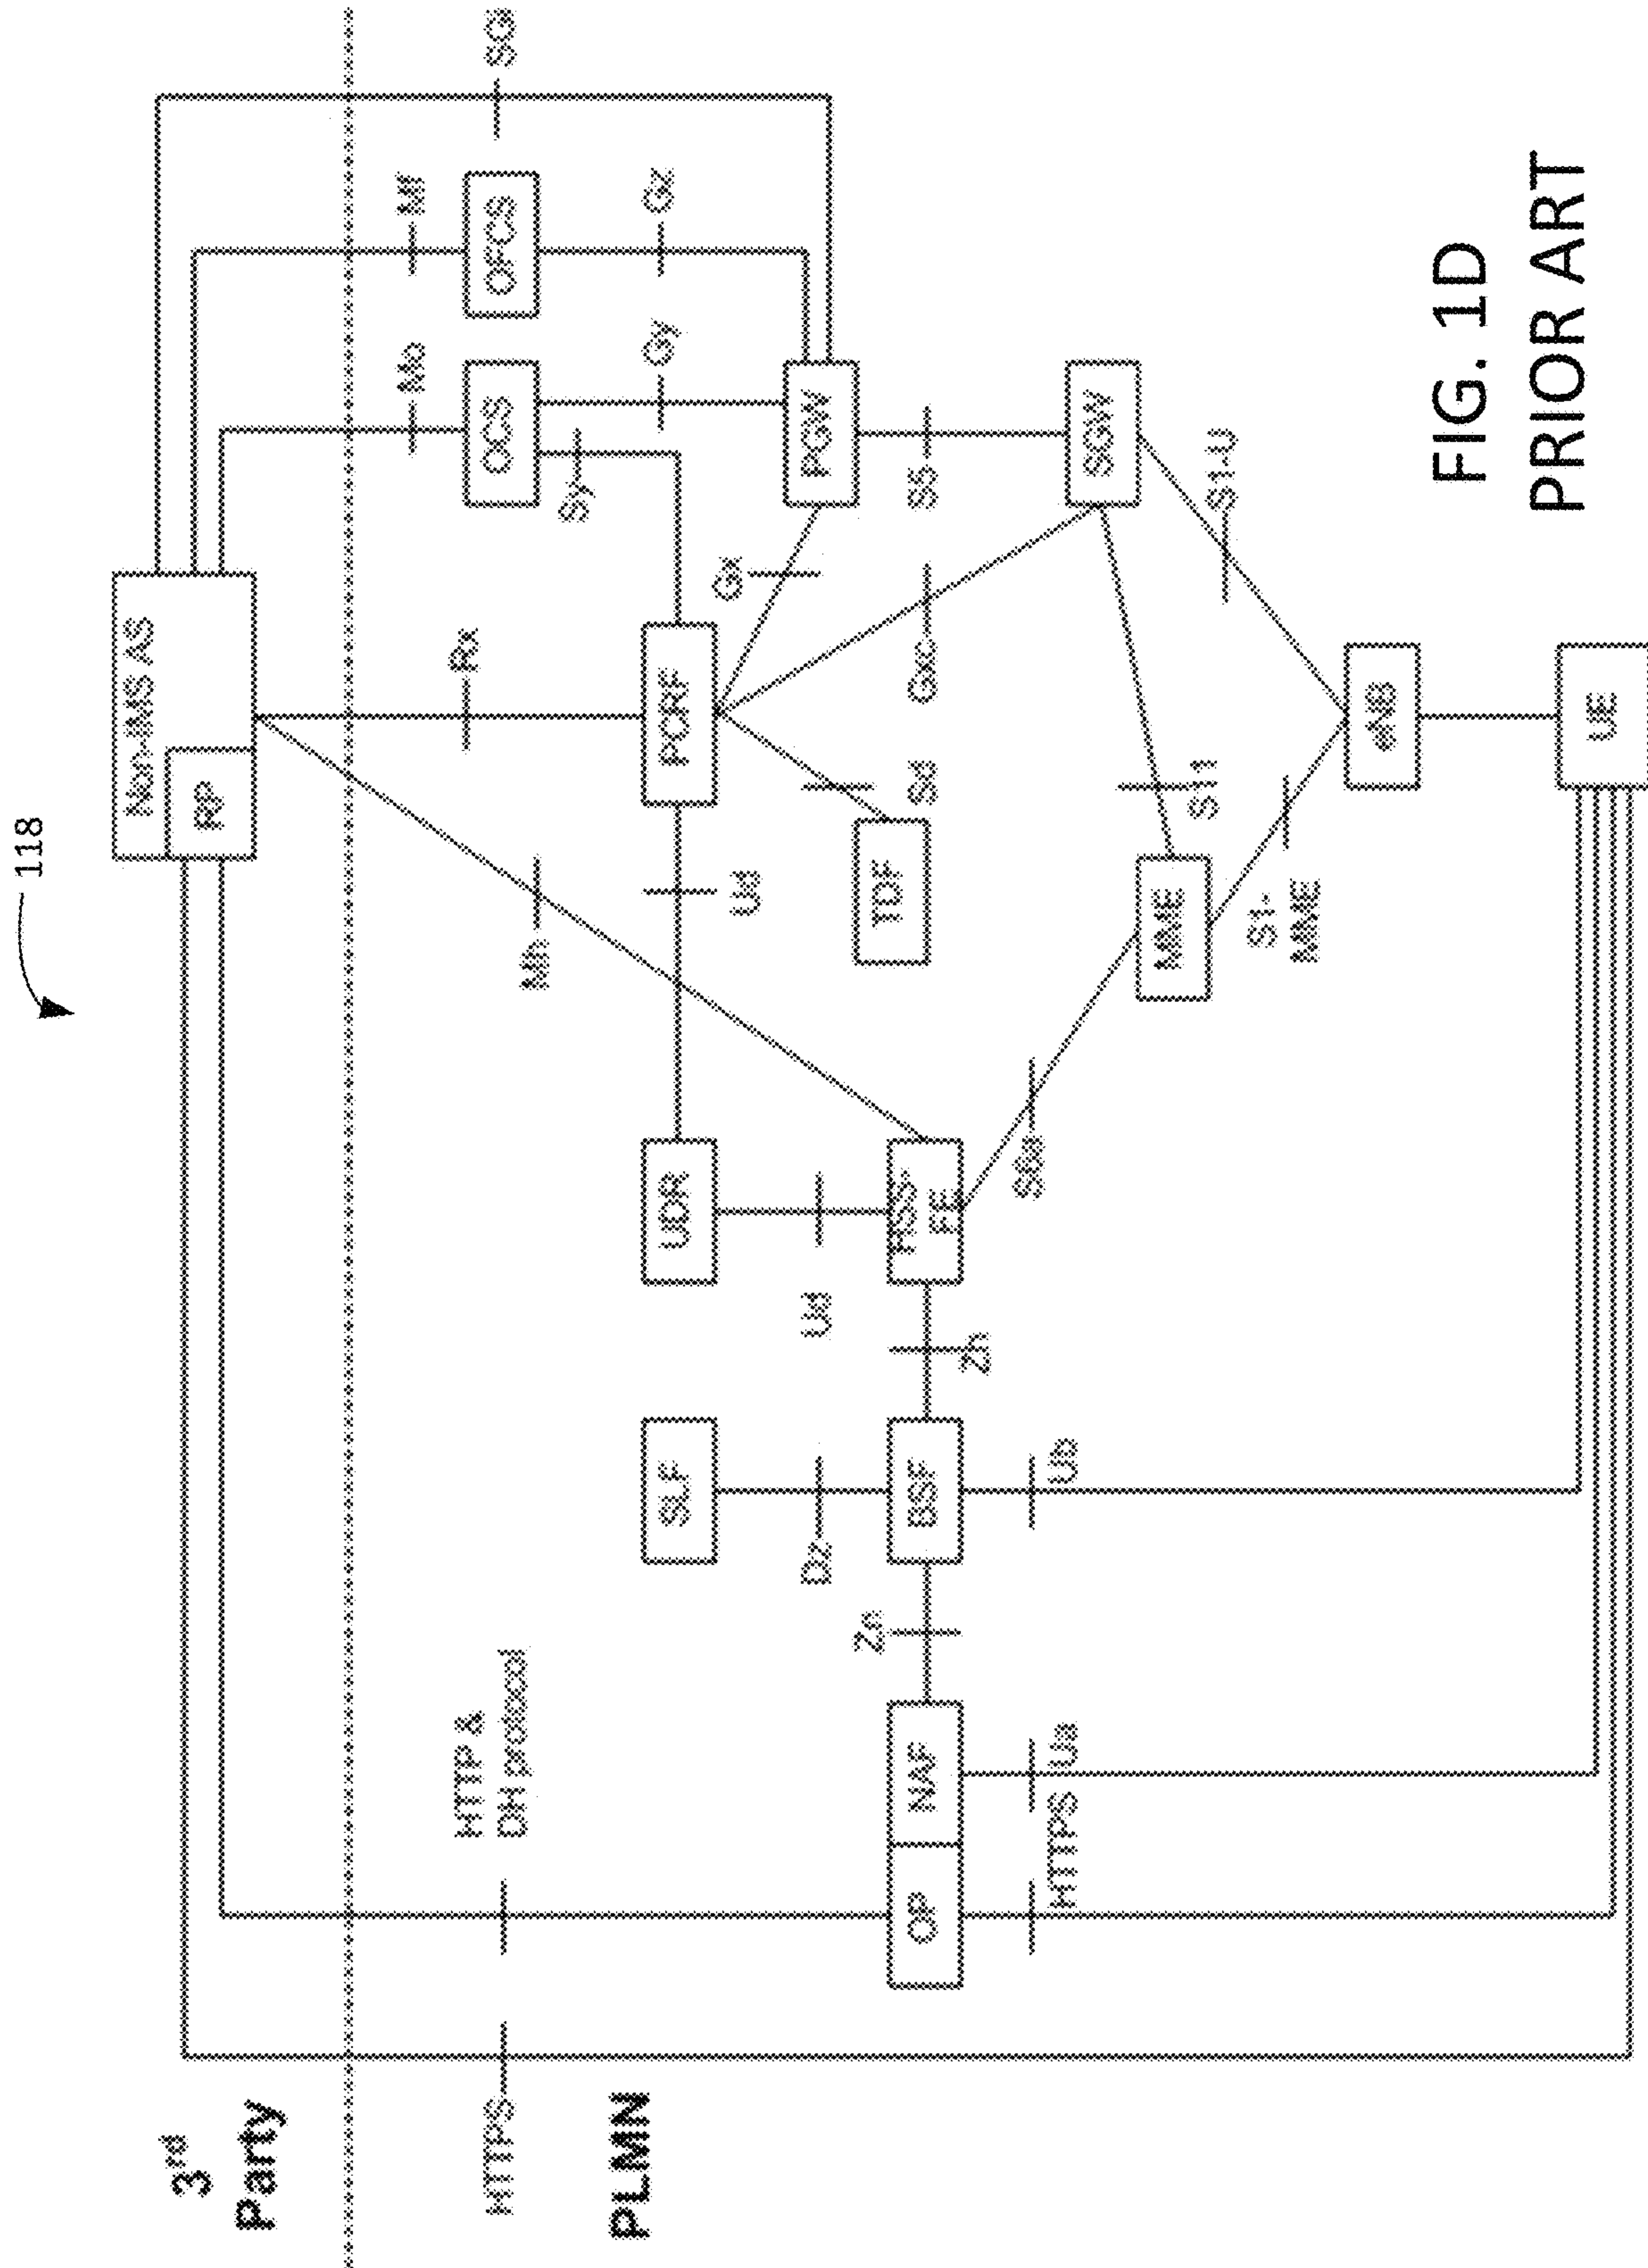 118
3rd
Party
Non-IMS AS
RP
HTTPS
HTTP &
DH protocol
Mh
Rx
Mo
Mf
SGi
PLMN
SLF
UDR
Ud
PCRF
Sy
OCS
OFCS
Gy
Gz
Dz
Ud
Gx
PGW
Zn
Zh
OP
NAF
BSF
HSS-
FE
TDF
Sd
Gxc
S5
HTTPS
Ua
Ub
S6a
MME
S11
SGW
S1-
MME
S1-U
eNB
UE
FIG. 1D
PRIOR ART